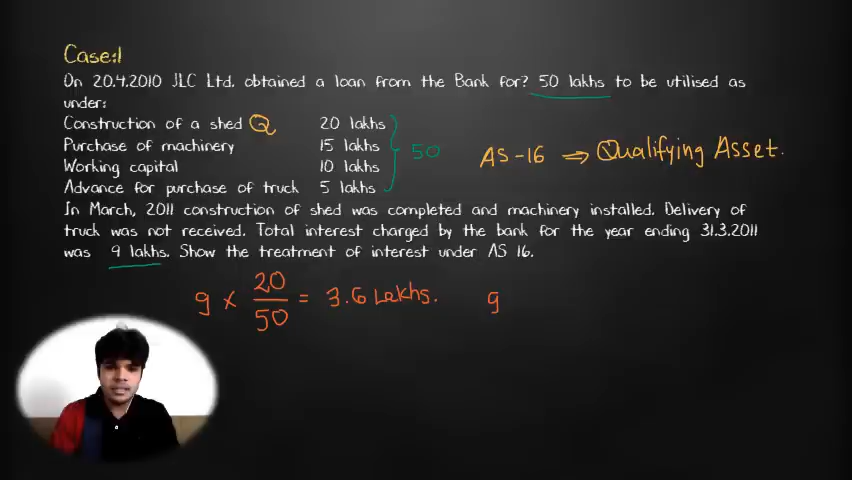 Case:1
On 20.4.2010 JLC Ltd. obtained a loan from the Bank for? 50 lakhs to be utilised as
under:
Construction of a shed Q 20 lakhs
Purchase of machinery 15 lakhs
Working capital 10 lakhs
Advance for purchase of truck 5 lakhs
50
AS-16 ⇒ Qualifying Asset.
In March, 2011 construction of shed was completed and machinery installed. Delivery of
truck was not received. Total interest charged by the bank for the year ending 31.3.2011
was 9 lakhs. Show the treatment of interest under AS 16.
9 × 20/50 = 3.6 Lakhs. 9